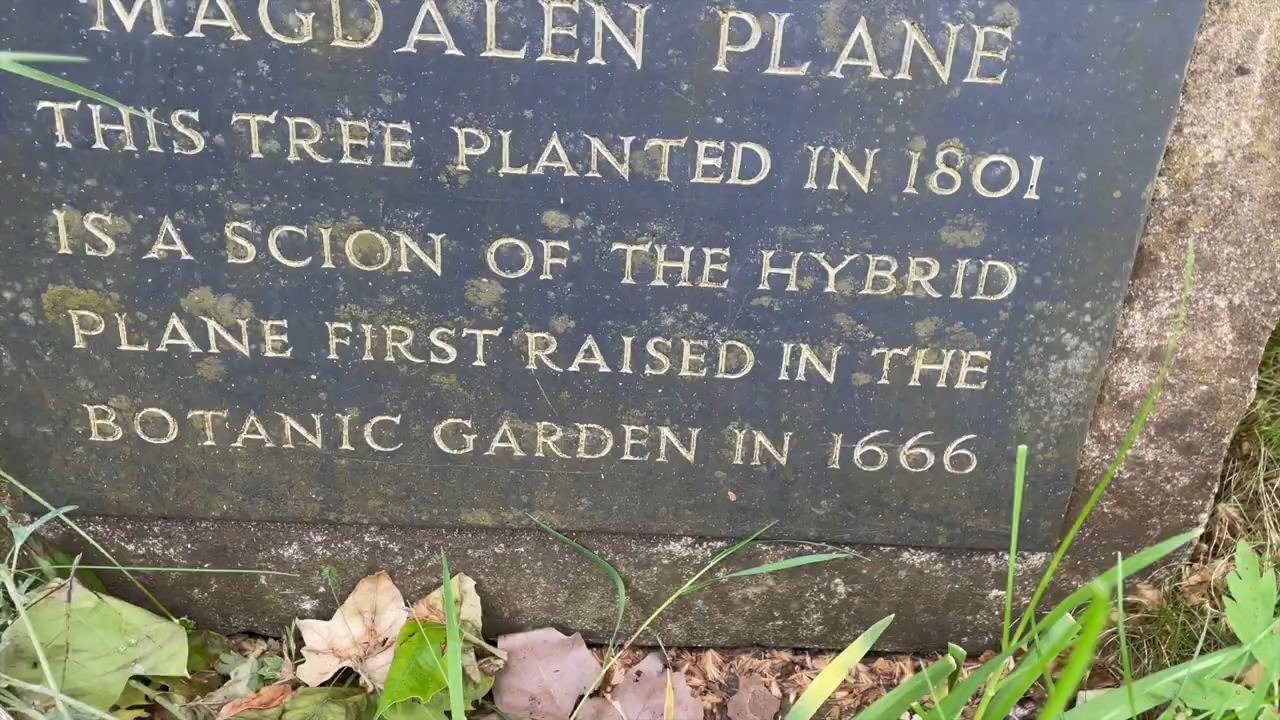 MAGDALEN PLANE
THIS TREE PLANTED IN 1801
IS A SCION OF THE HYBRID
PLANE FIRST RAISED IN THE
BOTANIC GARDEN IN 1666